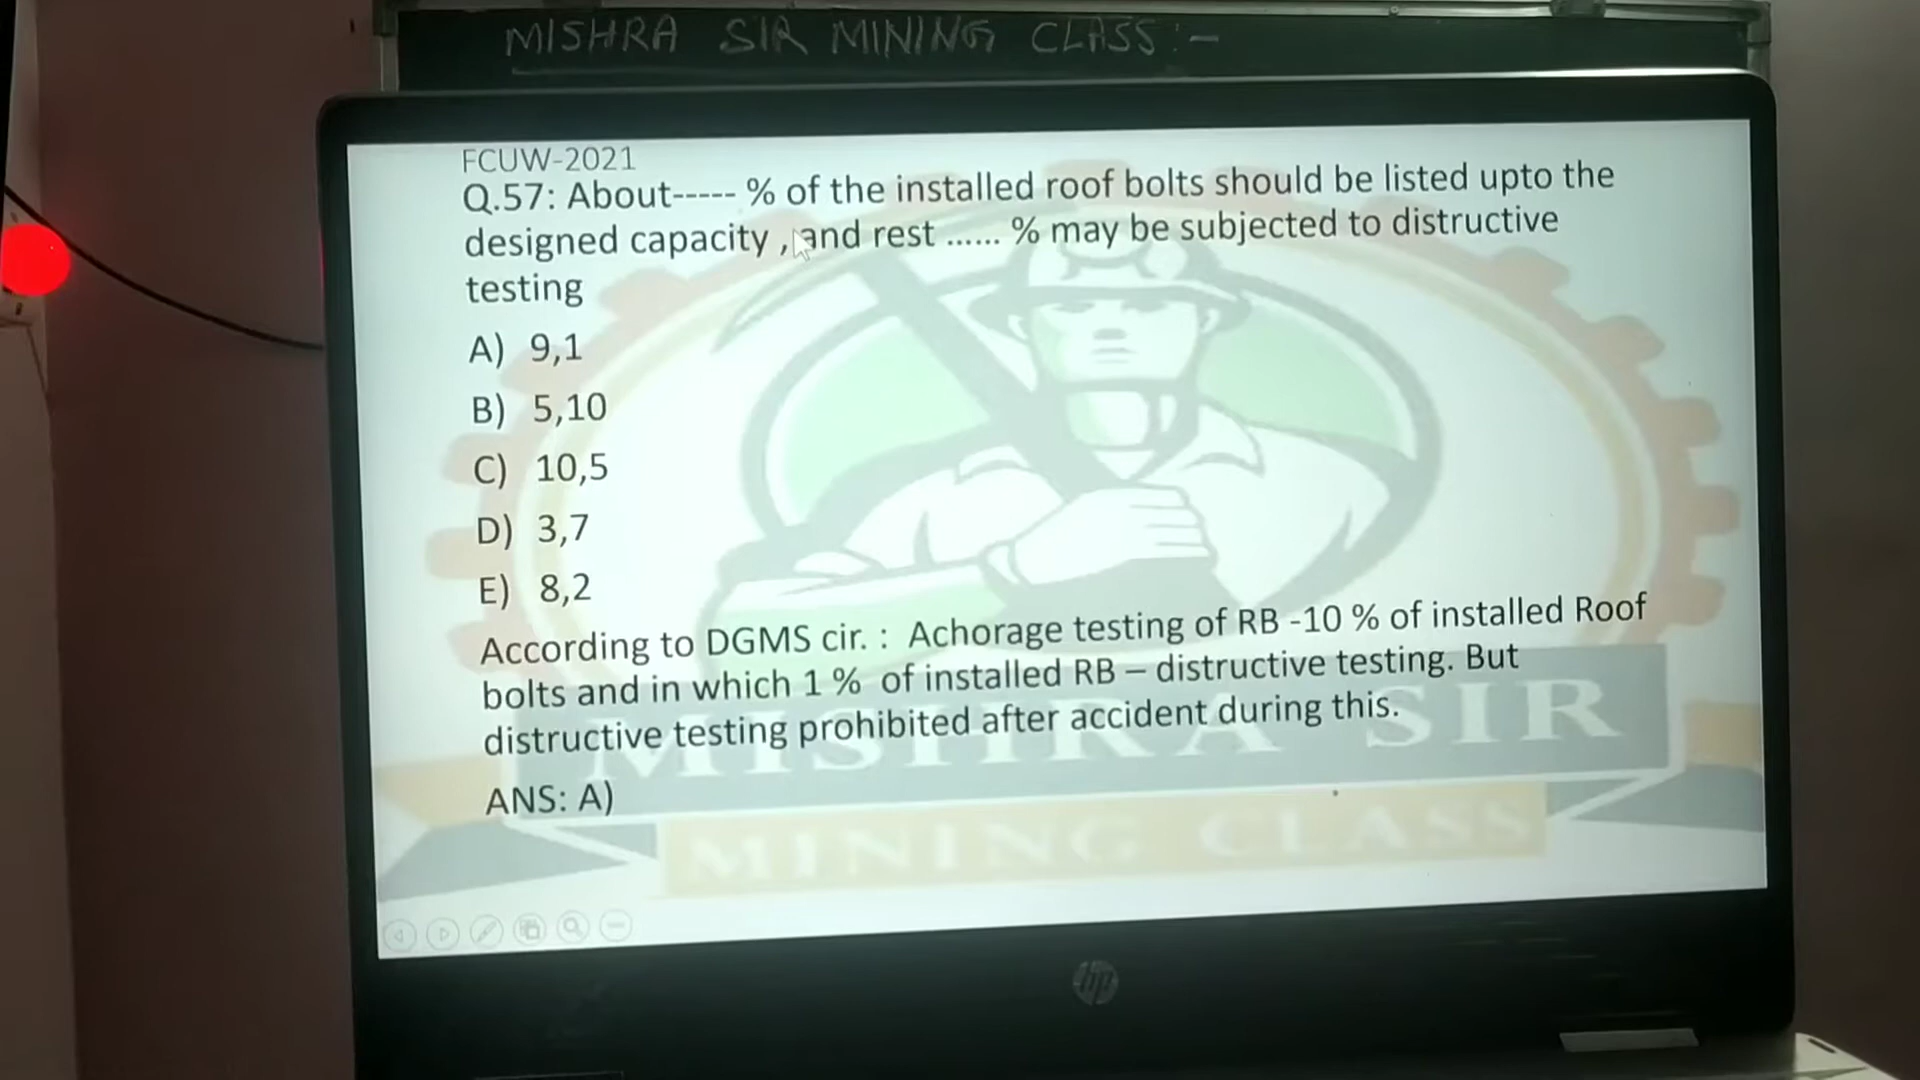 MISHRA SIR MINING CLASS:-
FCUW-2021
Q.57: About----- % of the installed roof bolts should be listed upto the
designed capacity , and rest ...... % may be subjected to distructive
testing
A) 9,1
B) 5,10
C) 10,5
D) 3,7
E) 8,2
According to DGMS cir. : Achorage testing of RB -10 % of installed Roof
bolts and in which 1 % of installed RB – distructive testing. But
distructive testing prohibited after accident during this.
MISHRA SIR
ANS: A)
MINING CLASS
hp